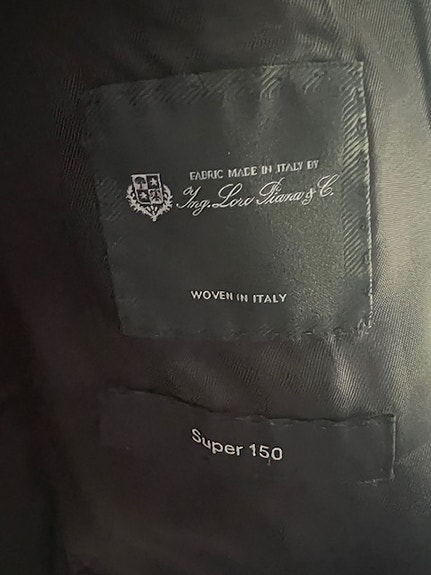 FABRIC MADE IN ITALY BY
Ing. Loro Piana & C.
WOVEN IN ITALY
Super 150